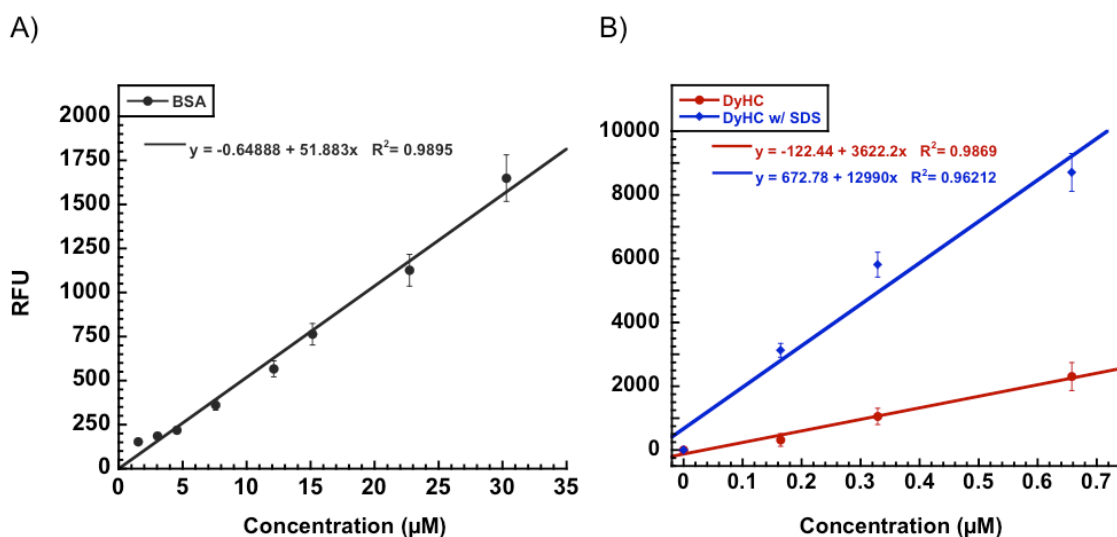 A)
BSA
y = -0.64888 + 51.883x R²= 0.9895
2000
1750
1500
1250
1000
750
500
250
0
RFU
0 5 10 15 20 25 30 35
Concentration (µM)
B)
DyHC
DyHC w/ SDS
y = -122.44 + 3622.2x R²= 0.9869
y = 672.78 + 12990x R²= 0.96212
10000
8000
6000
4000
2000
0
0 0.1 0.2 0.3 0.4 0.5 0.6 0.7
Concentration (µM)